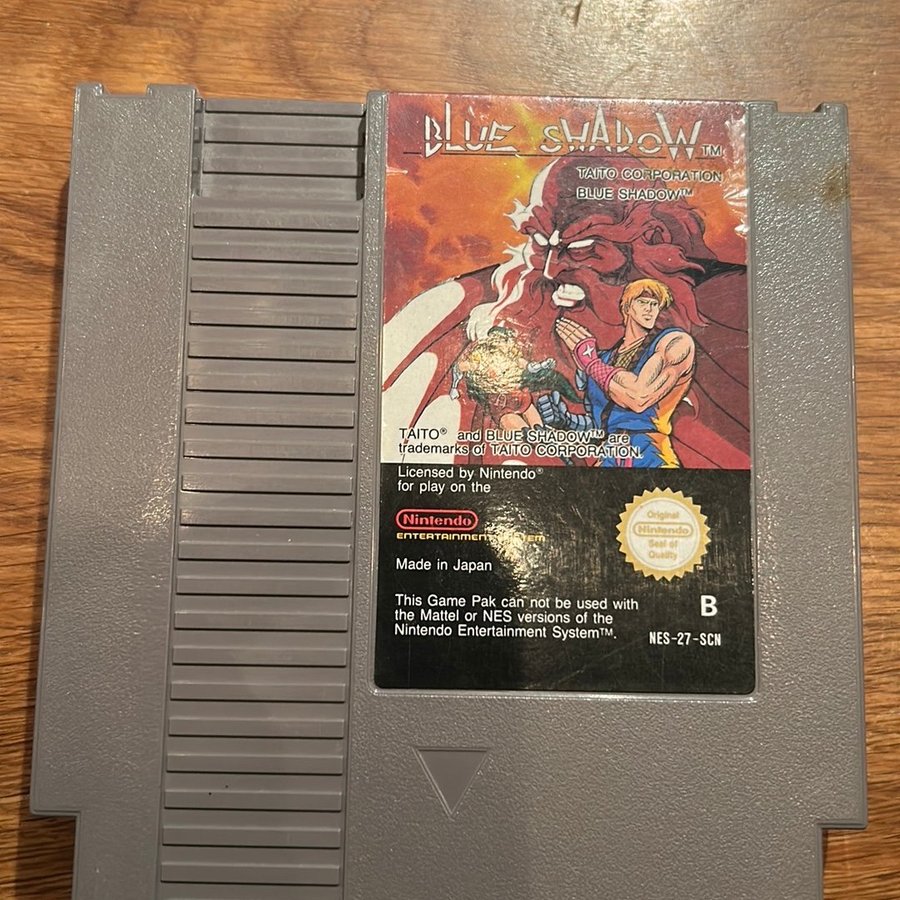 BLUE SHADOW™
TAITO CORPORATION
BLUE SHADOW™
TAITO® and BLUE SHADOW™ are
trademarks of TAITO CORPORATION.
Licensed by Nintendo®
for play on the
Nintendo
ENTERTAINMENT SYSTEM
Made in Japan
This Game Pak can not be used with
the Mattel or NES versions of the
Nintendo Entertainment System™.
Original
Nintendo
Seal of
Quality
B
NES-27-SCN